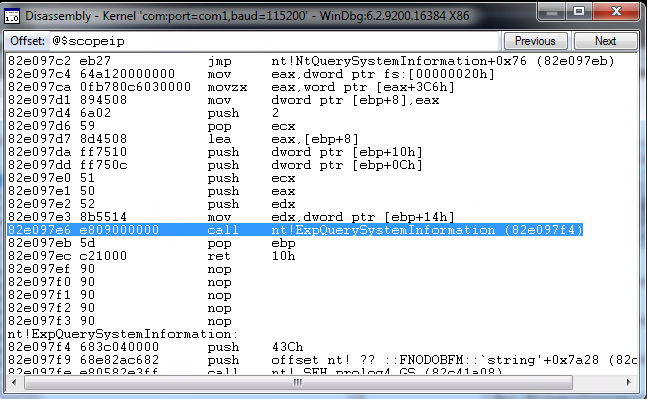 Disassembly - Kernel 'com:port=com1,baud=115200' - WinDbg:6.2.9200.16384 X86
Offset: @$scopeip Previous Next
82e097c2 eb27 jmp nt!NtQuerySystemInformation+0x76 (82e097eb)
82e097c4 64a120000000 mov eax,dword ptr fs:[00000020h]
82e097ca 0fb780c6030000 movzx eax,word ptr [eax+3C6h]
82e097d1 894508 mov dword ptr [ebp+8],eax
82e097d4 6a02 push 2
82e097d6 59 pop ecx
82e097d7 8d4508 lea eax,[ebp+8]
82e097da ff7510 push dword ptr [ebp+10h]
82e097dd ff750c push dword ptr [ebp+0Ch]
82e097e0 51 push ecx
82e097e1 50 push eax
82e097e2 52 push edx
82e097e3 8b5514 mov edx,dword ptr [ebp+14h]
82e097e6 e809000000 call nt!ExpQuerySystemInformation (82e097f4)
82e097eb 5d pop ebp
82e097ec c21000 ret 10h
82e097ef 90 nop
82e097f0 90 nop
82e097f1 90 nop
82e097f2 90 nop
82e097f3 90 nop
nt!ExpQuerySystemInformation:
82e097f4 683c040000 push 43Ch
82e097f9 68e82ac682 push offset nt! ?? ::FNODOBFM::`string'+0x7a28 (82c
82e097fe e80582e3ff call nt!_SEH_prolog4_GS (82c41a08)